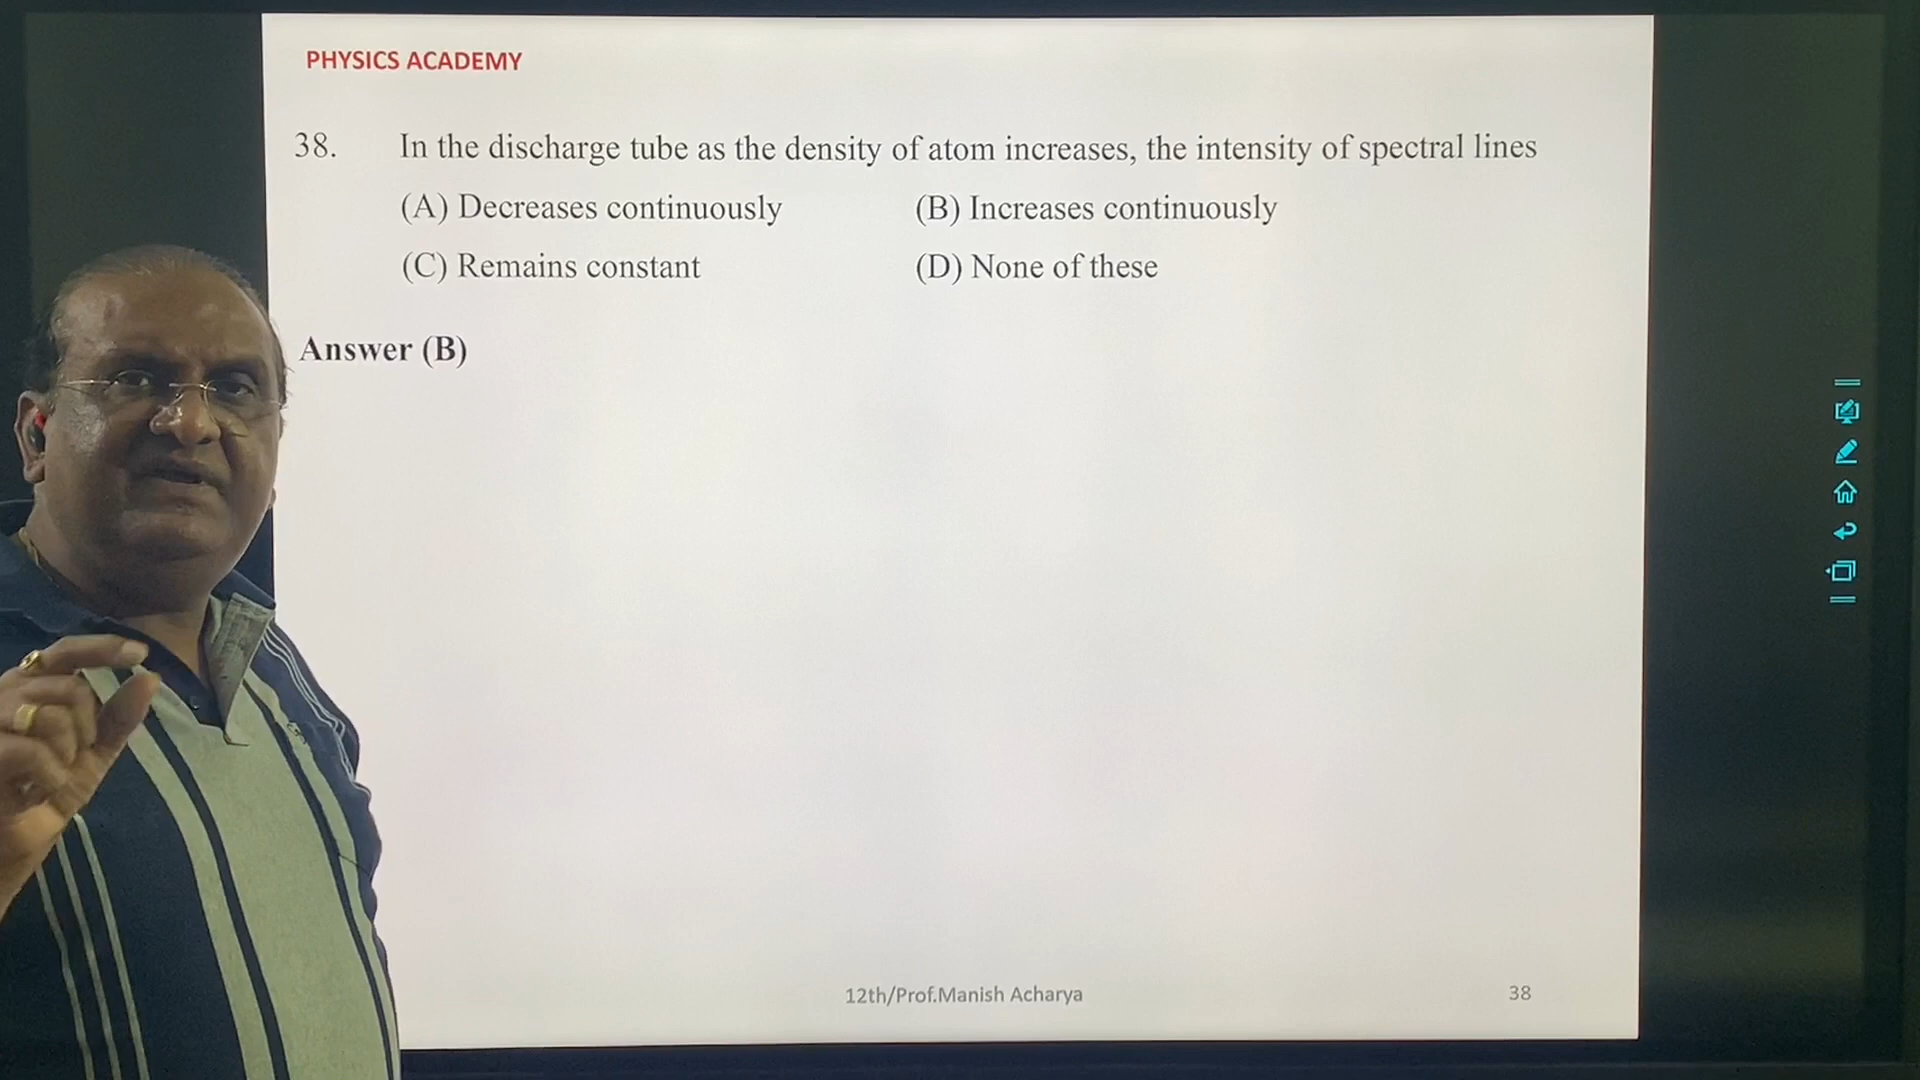 PHYSICS ACADEMY
38. In the discharge tube as the density of atom increases, the intensity of spectral lines
(A) Decreases continuously (B) Increases continuously
(C) Remains constant (D) None of these
Answer (B)
12th/Prof.Manish Acharya 38